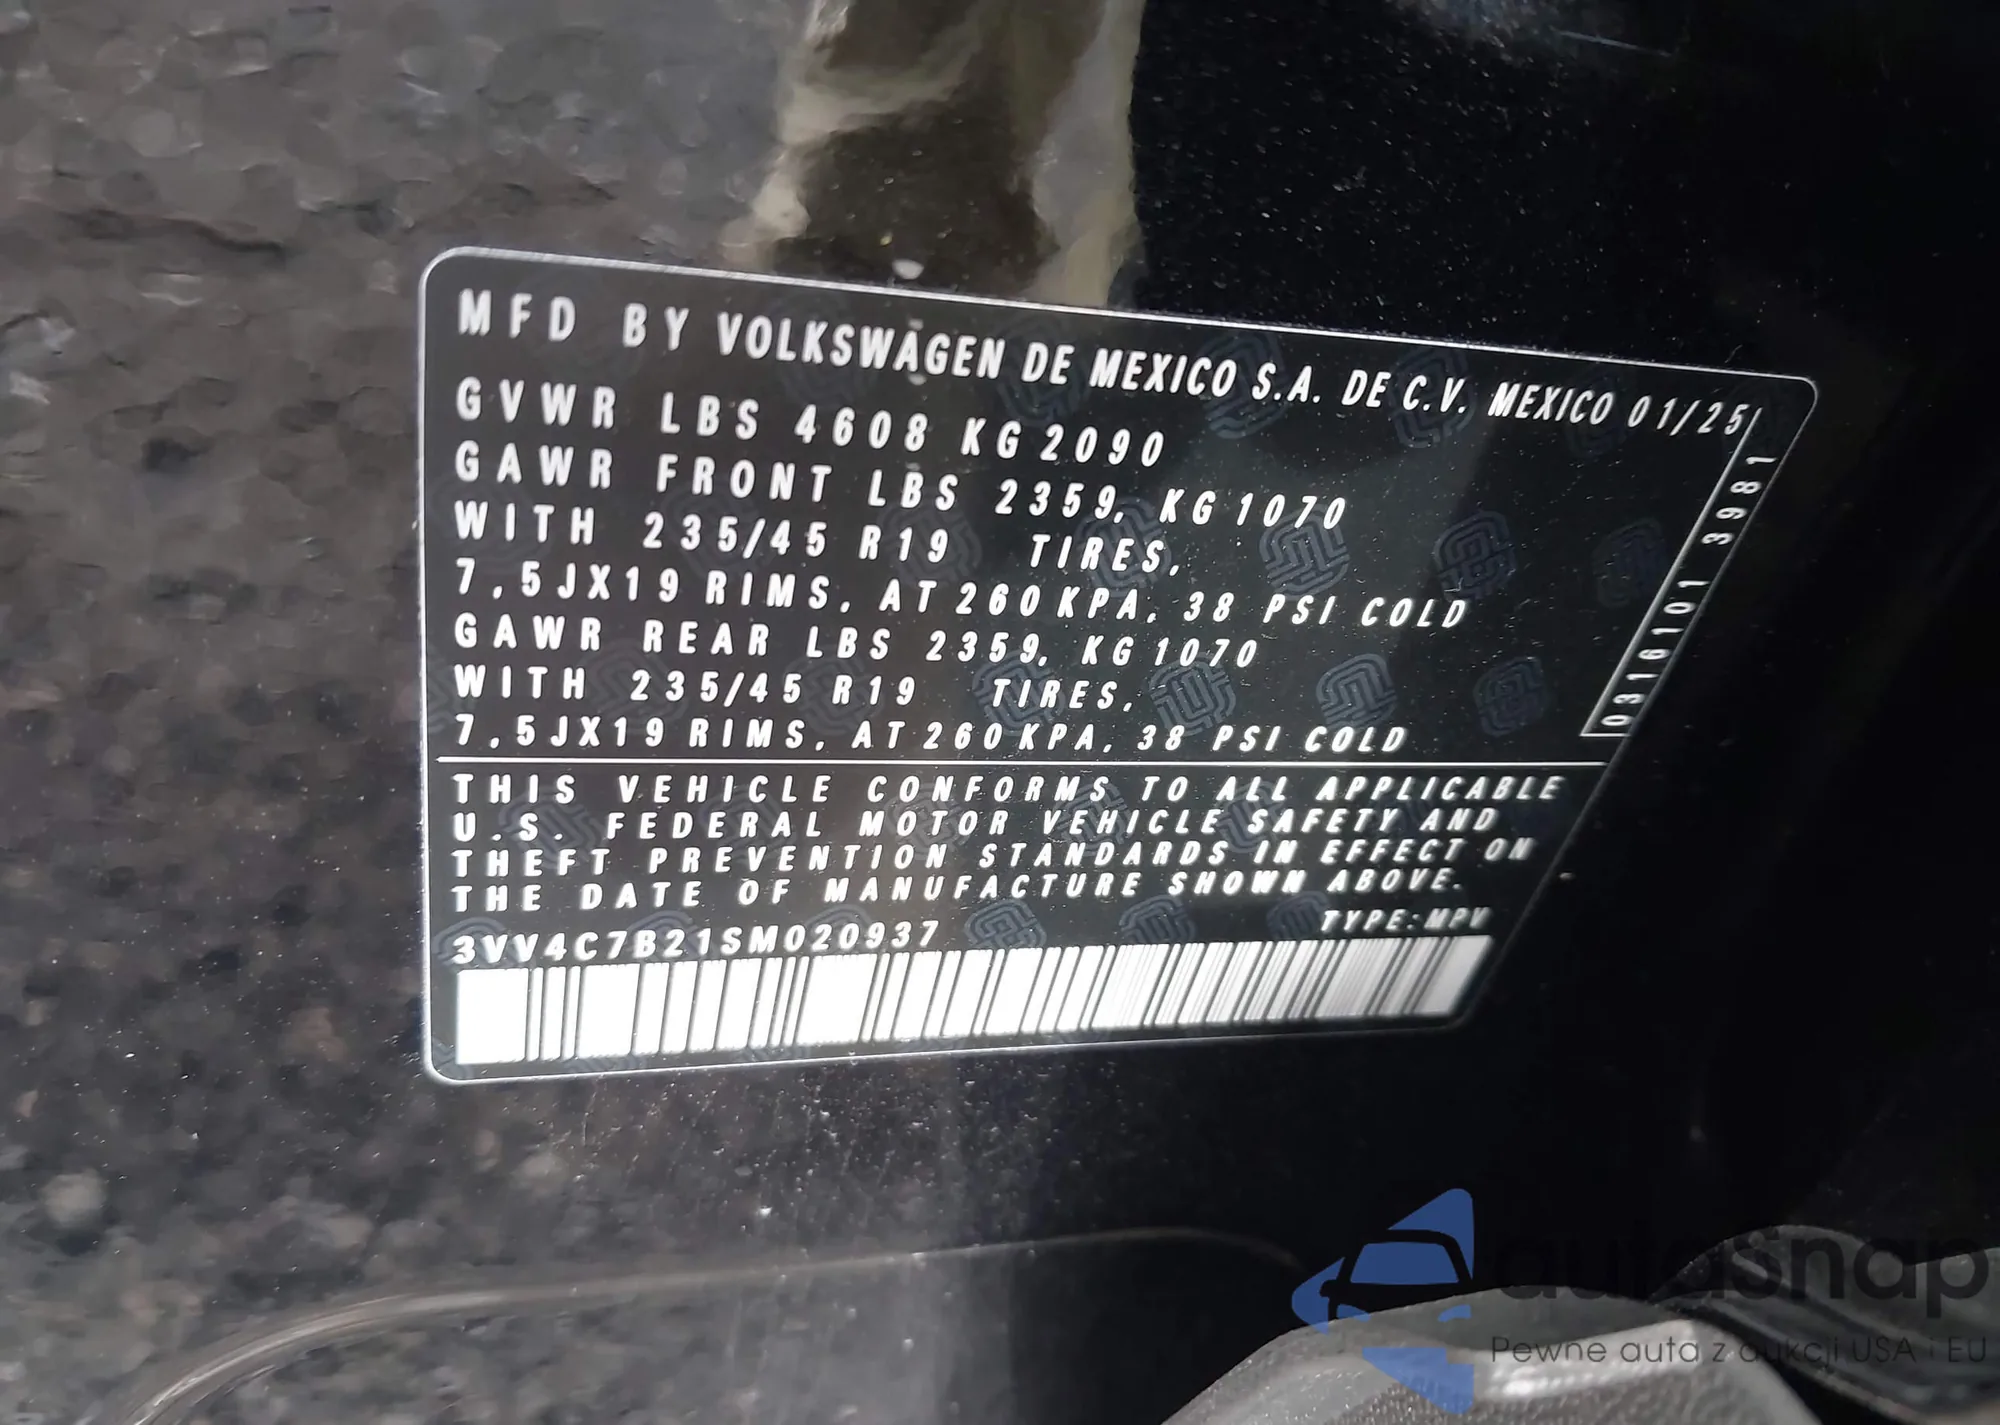 MFD BY VOLKSWAGEN DE MEXICO S.A. DE C.V. MEXICO 01/25
GVWR LBS 4608 KG 2090
GAWR FRONT LBS 2359, KG 1070
WITH 235/45 R19 TIRES,
7,5JX19 RIMS, AT 260 KPA, 38 PSI COLD
GAWR REAR LBS 2359, KG 1070
WITH 235/45 R19 TIRES,
7,5JX19 RIMS, AT 260 KPA, 38 PSI COLD
0316101 3981
THIS VEHICLE CONFORMS TO ALL APPLICABLE
U.S. FEDERAL MOTOR VEHICLE SAFETY AND
THEFT PREVENTION STANDARDS IN EFFECT ON
THE DATE OF MANUFACTURE SHOWN ABOVE.
TYPE:MPV
3VV4C7B21SM020937
autasnap
Pewne auta z aukcji USA i EU